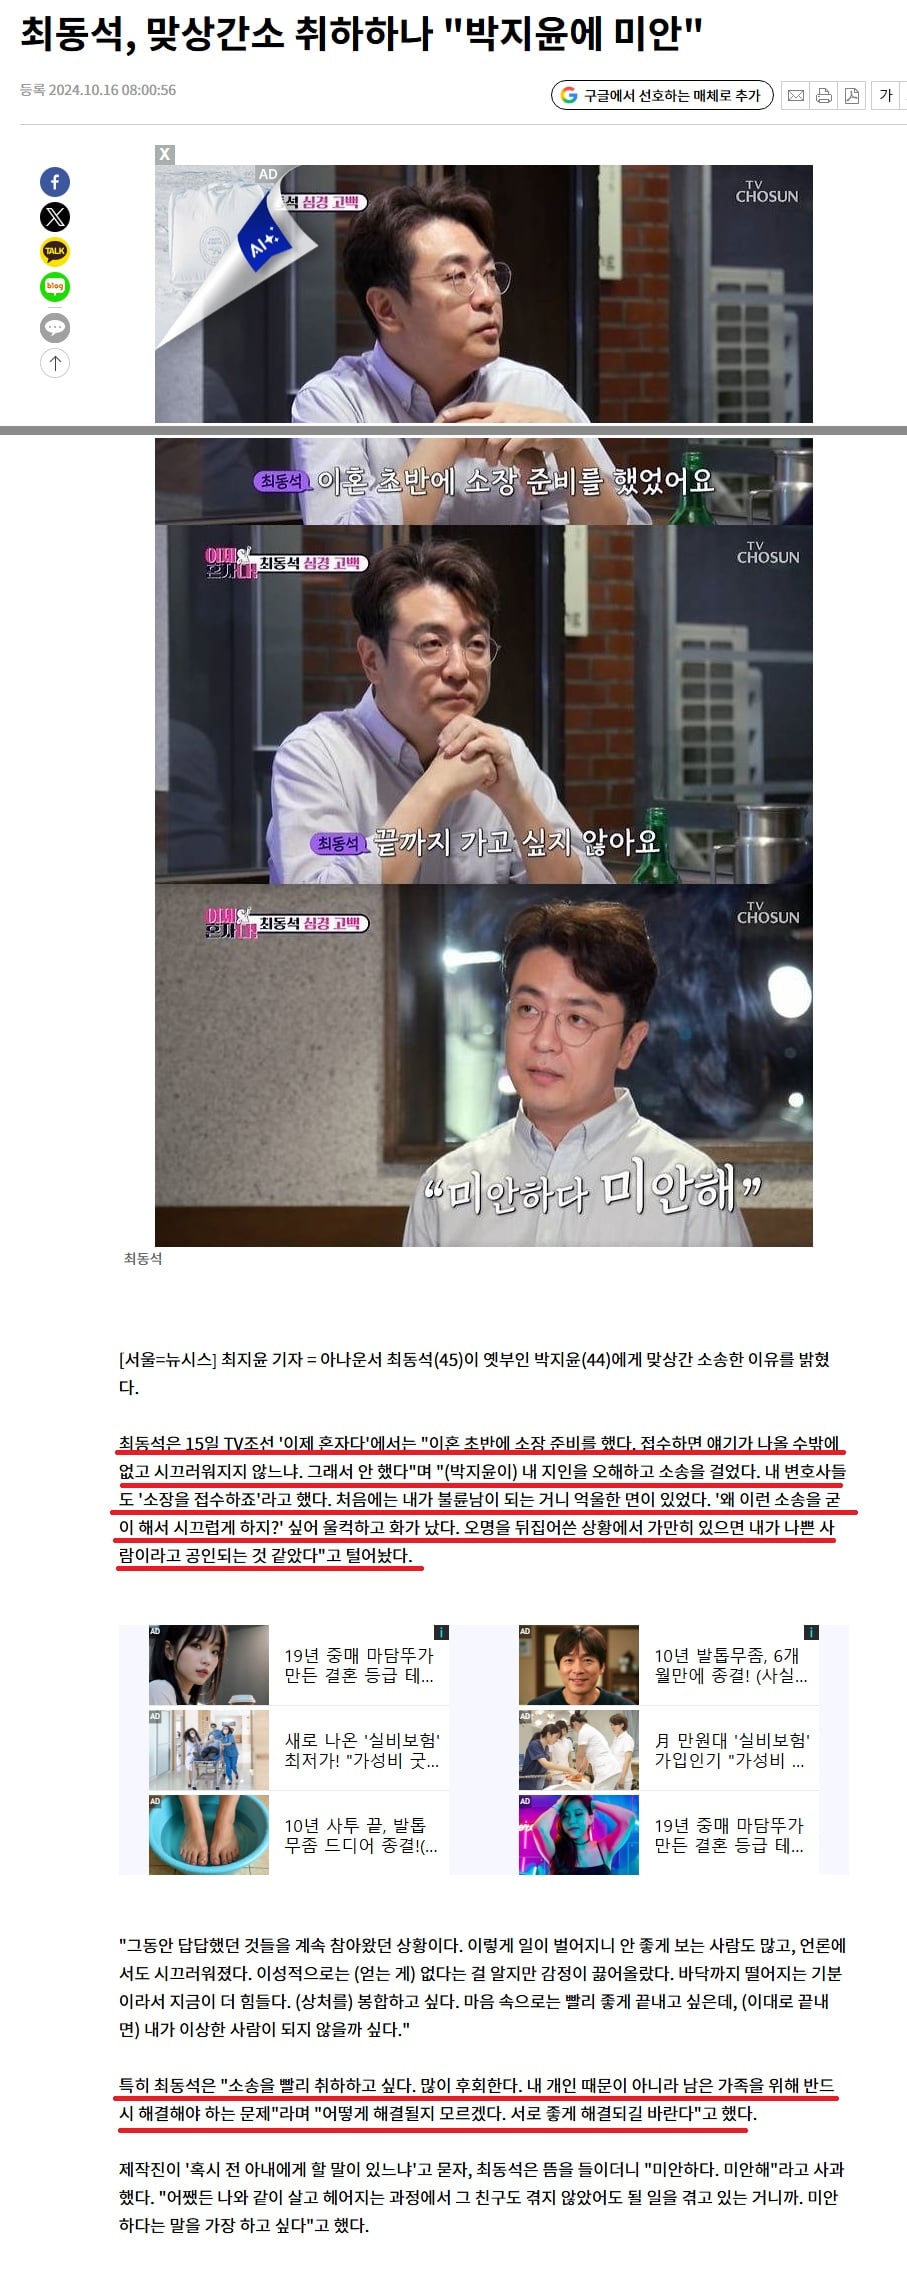 최동석, 맞상간소 취하하나 "박지윤에 미안"
등록 2024.10.16 08:00:56
구글에서 선호하는 매체로 추가
가
X
AD
AI
석 심경 고백
TV
CHOSUN
TALK
blog
최동석 이혼 초반에 소장 준비를 했었어요
이제
혼자다
최동석 심경 고백
TV
CHOSUN
최동석 끝까지 가고 싶지 않아요
이제
혼자다
최동석 심경 고백
TV
CHOSUN
"미안하다 미안해"
최동석
[서울=뉴시스] 최지윤 기자 = 아나운서 최동석(45)이 옛부인 박지윤(44)에게 맞상간 소송한 이유를 밝혔
다.
최동석은 15일 TV조선 '이제 혼자다'에서는 "이혼 초반에 소장 준비를 했다. 접수하면 얘기가 나올 수밖에
없고 시끄러워지지 않느냐. 그래서 안 했다"며 "(박지윤이) 내 지인을 오해하고 소송을 걸었다. 내 변호사들
도 '소장을 접수하죠'라고 했다. 처음에는 내가 불륜남이 되는 거니 억울한 면이 있었다. '왜 이런 소송을 굳
이 해서 시끄럽게 하지?' 싶어 울컥하고 화가 났다. 오명을 뒤집어쓴 상황에서 가만히 있으면 내가 나쁜 사
람이라고 공인되는 것 같았다"고 털어놨다.
AD
19년 중매 마담뚜가
만든 결혼 등급 테...
AD
10년 발톱무좀, 6개
월만에 종결! (사실...
AD
새로 나온 '실비보험'
최저가! "가성비 굿...
AD
月 만원대 '실비보험'
가입인기 "가성비 ...
AD
10년 사투 끝, 발톱
무좀 드디어 종결!(...
AD
19년 중매 마담뚜가
만든 결혼 등급 테...
"그동안 답답했던 것들을 계속 참아왔던 상황이다. 이렇게 일이 벌어지니 안 좋게 보는 사람도 많고, 언론에
서도 시끄러워졌다. 이성적으로는 (얻는 게) 없다는 걸 알지만 감정이 끓어올랐다. 바닥까지 떨어지는 기분
이라서 지금이 더 힘들다. (상처를) 봉합하고 싶다. 마음 속으로는 빨리 좋게 끝내고 싶은데, (이대로 끝내
면) 내가 이상한 사람이 되지 않을까 싶다."
특히 최동석은 "소송을 빨리 취하하고 싶다. 많이 후회한다. 내 개인 때문이 아니라 남은 가족을 위해 반드
시 해결해야 하는 문제"라며 "어떻게 해결될지 모르겠다. 서로 좋게 해결되길 바란다"고 했다.
제작진이 '혹시 전 아내에게 할 말이 있느냐'고 묻자, 최동석은 뜸을 들이더니 "미안하다. 미안해"라고 사과
했다. "어쨌든 나와 같이 살고 헤어지는 과정에서 그 친구도 겪지 않았어도 될 일을 겪고 있는 거니까. 미안
하다는 말을 가장 하고 싶다"고 했다.